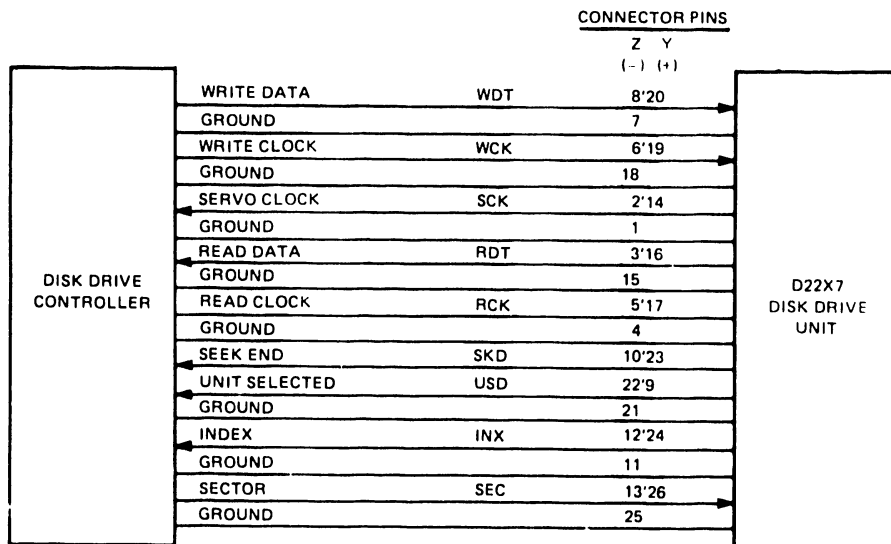 CONNECTOR PINS
Z Y
(-) (+)
WRITE DATA WDT 8'20
GROUND 7
WRITE CLOCK WCK 6'19
GROUND 18
SERVO CLOCK SCK 2'14
GROUND 1
READ DATA RDT 3'16
GROUND 15
READ CLOCK RCK 5'17
GROUND 4
SEEK END SKD 10'23
UNIT SELECTED USD 22'9
GROUND 21
INDEX INX 12'24
GROUND 11
SECTOR SEC 13'26
GROUND 25
DISK DRIVE
CONTROLLER
D22X7
DISK DRIVE
UNIT